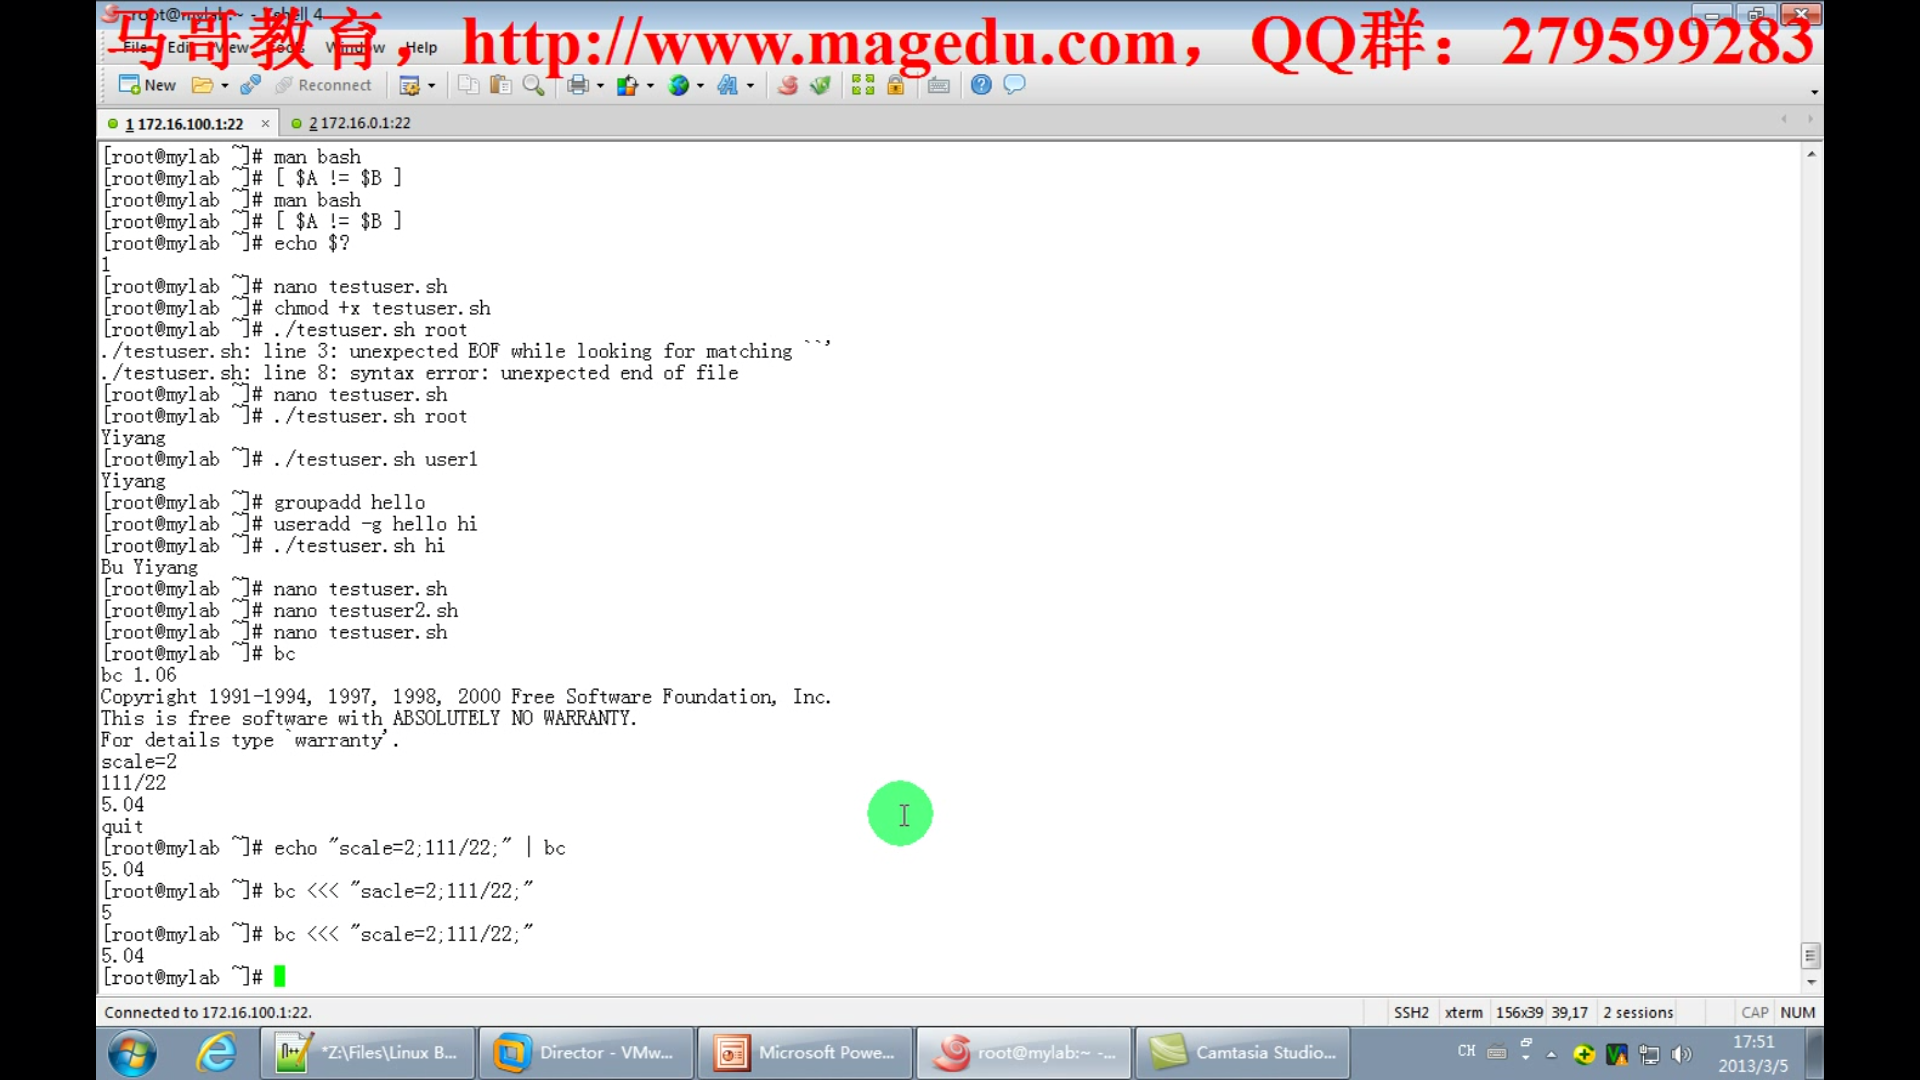 root@mylab:~ - Xshell 4
马哥教育，http://www.magedu.com，QQ群：279599283
File Edit View Tools Window Help
New Reconnect
1 172.16.100.1:22 2 172.16.0.1:22
[root@mylab ~]# man bash
[root@mylab ~]# [ $A != $B ]
[root@mylab ~]# man bash
[root@mylab ~]# [ $A != $B ]
[root@mylab ~]# echo $?
1
[root@mylab ~]# nano testuser.sh
[root@mylab ~]# chmod +x testuser.sh
[root@mylab ~]# ./testuser.sh root
./testuser.sh: line 3: unexpected EOF while looking for matching ``'
./testuser.sh: line 8: syntax error: unexpected end of file
[root@mylab ~]# nano testuser.sh
[root@mylab ~]# ./testuser.sh root
Yiyang
[root@mylab ~]# ./testuser.sh user1
Yiyang
[root@mylab ~]# groupadd hello
[root@mylab ~]# useradd -g hello hi
[root@mylab ~]# ./testuser.sh hi
Bu Yiyang
[root@mylab ~]# nano testuser.sh
[root@mylab ~]# nano testuser2.sh
[root@mylab ~]# nano testuser.sh
[root@mylab ~]# bc
bc 1.06
Copyright 1991-1994, 1997, 1998, 2000 Free Software Foundation, Inc.
This is free software with ABSOLUTELY NO WARRANTY.
For details type `warranty'.
scale=2
111/22
5.04
quit
[root@mylab ~]# echo "scale=2;111/22;" | bc
5.04
[root@mylab ~]# bc <<< "sacle=2;111/22;"
5
[root@mylab ~]# bc <<< "scale=2;111/22;"
5.04
[root@mylab ~]#
Connected to 172.16.100.1:22. SSH2 xterm 156x39 39,17 2 sessions CAP NUM
*Z:\Files\Linux B... Director - VMw... Microsoft Powe... root@mylab:~ -... Camtasia Studio... CH 17:51
2013/3/5